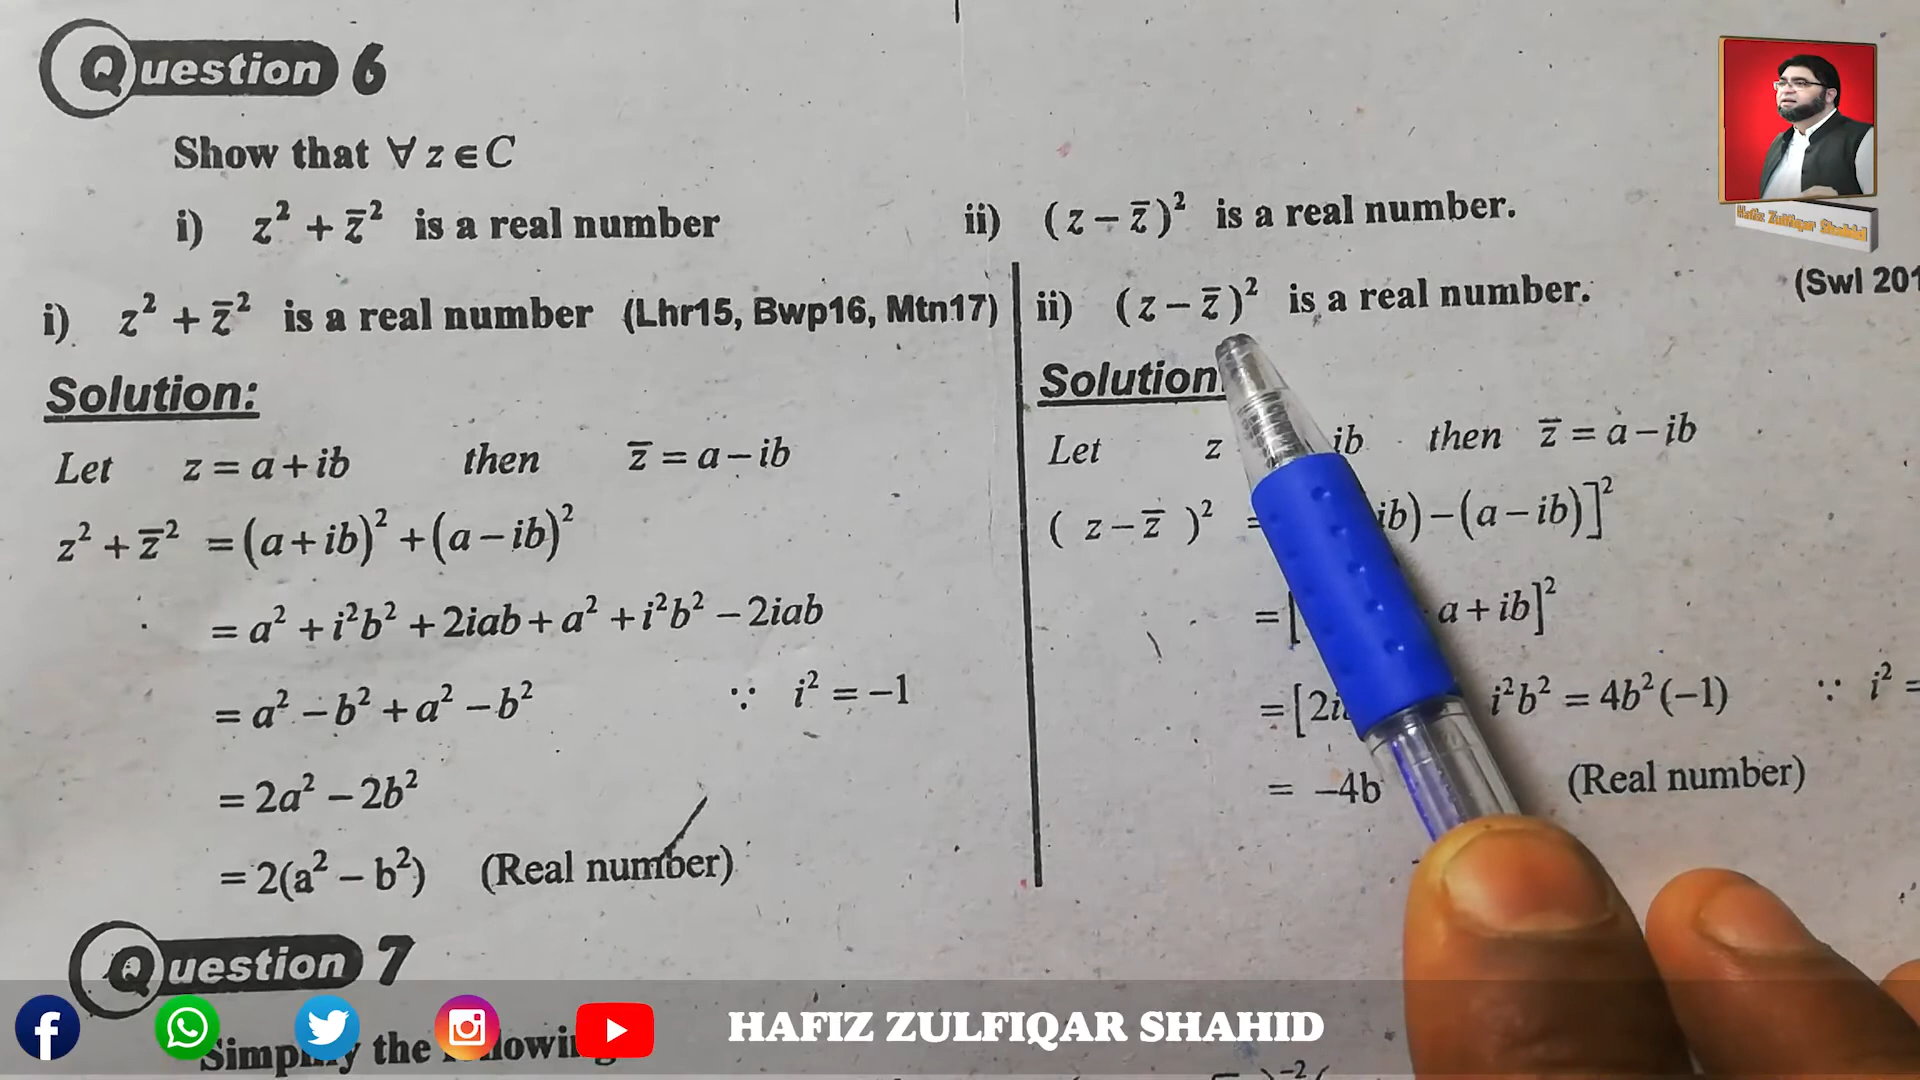 Question 6
Show that ∀ z ∈ C
i) z² + z̄² is a real number
ii) (z − z̄)² is a real number.
i) z² + z̄² is a real number (Lhr15, Bwp16, Mtn17)
Solution:
Let z = a + ib then z̄ = a − ib
z² + z̄² = (a + ib)² + (a − ib)²
= a² + i²b² + 2iab + a² + i²b² − 2iab
= a² − b² + a² − b² ∵ i² = −1
= 2a² − 2b²
= 2(a² − b²) (Real number)
ii) (z − z̄)² is a real number. (Swl 201
Solution
Let z ib then z̄ = a − ib
( z − z̄ )² = ib) − (a − ib)]²
= [ a + ib]²
= [2i i²b² = 4b²(−1) ∵ i² =
= −4b (Real number)
Question 7
the
Hafiz Zulfiqar Shahid
HAFIZ ZULFIQAR SHAHID